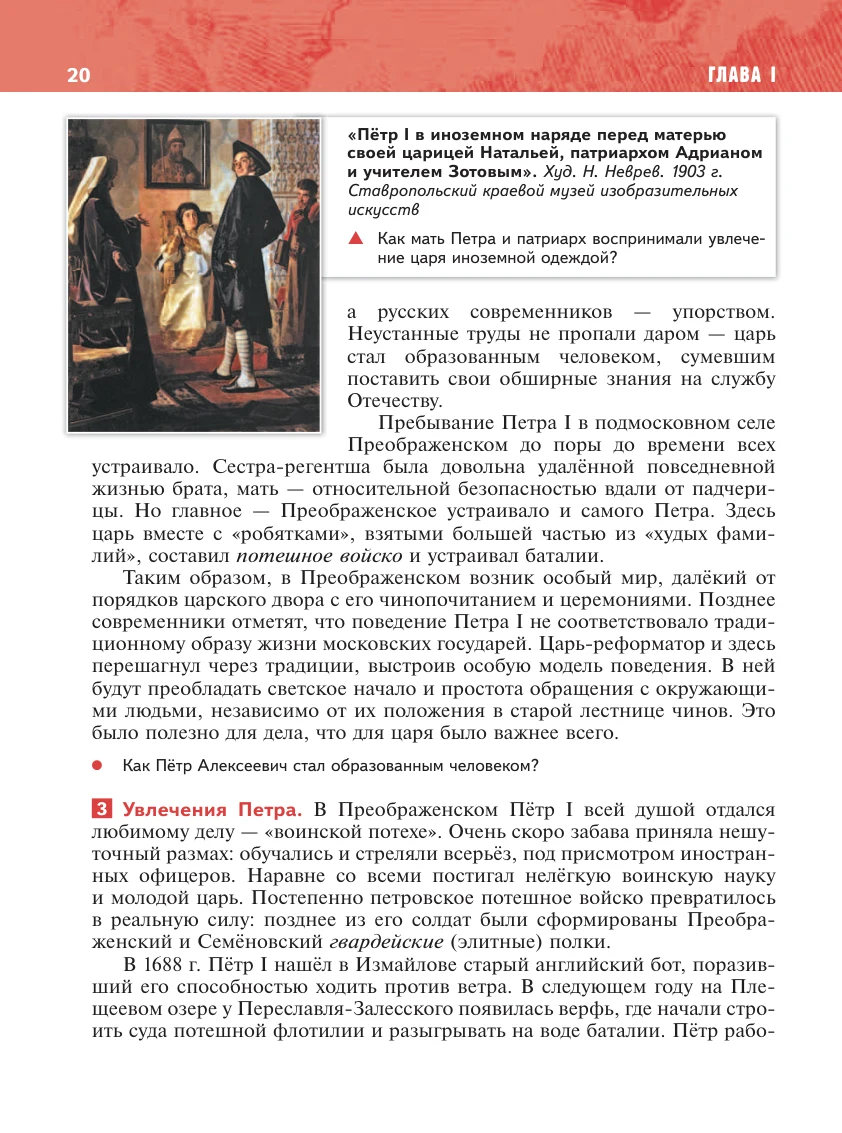 20
ГЛАВА I
«Пётр I в иноземном наряде перед матерью
своей царицей Натальей, патриархом Адрианом
и учителем Зотовым». Худ. Н. Неврев. 1903 г.
Ставропольский краевой музей изобразительных
искусств
▲ Как мать Петра и патриарх воспринимали увлече-
ние царя иноземной одеждой?
а русских современников — упорством.
Неустанные труды не пропали даром — царь
стал образованным человеком, сумевшим
поставить свои обширные знания на службу
Отечеству.
Пребывание Петра I в подмосковном селе
Преображенском до поры до времени всех
устраивало. Сестра-регентша была довольна удалённой повседневной
жизнью брата, мать — относительной безопасностью вдали от падчери-
цы. Но главное — Преображенское устраивало и самого Петра. Здесь
царь вместе с «робятками», взятыми большей частью из «худых фами-
лий», составил потешное войско и устраивал баталии.
Таким образом, в Преображенском возник особый мир, далёкий от
порядков царского двора с его чинопочитанием и церемониями. Позднее
современники отметят, что поведение Петра I не соответствовало тради-
ционному образу жизни московских государей. Царь-реформатор и здесь
перешагнул через традиции, выстроив особую модель поведения. В ней
будут преобладать светское начало и простота обращения с окружающи-
ми людьми, независимо от их положения в старой лестнице чинов. Это
было полезно для дела, что для царя было важнее всего.
● Как Пётр Алексеевич стал образованным человеком?
3 Увлечения Петра. В Преображенском Пётр I всей душой отдался
любимому делу — «воинской потехе». Очень скоро забава приняла нешу-
точный размах: обучались и стреляли всерьёз, под присмотром иностран-
ных офицеров. Наравне со всеми постигал нелёгкую воинскую науку
и молодой царь. Постепенно петровское потешное войско превратилось
в реальную силу: позднее из его солдат были сформированы Преобра-
женский и Семёновский гвардейские (элитные) полки.
В 1688 г. Пётр I нашёл в Измайлове старый английский бот, поразив-
ший его способностью ходить против ветра. В следующем году на Пле-
щеевом озере у Переславля-Залесского появилась верфь, где начали стро-
ить суда потешной флотилии и разыгрывать на воде баталии. Пётр рабо-